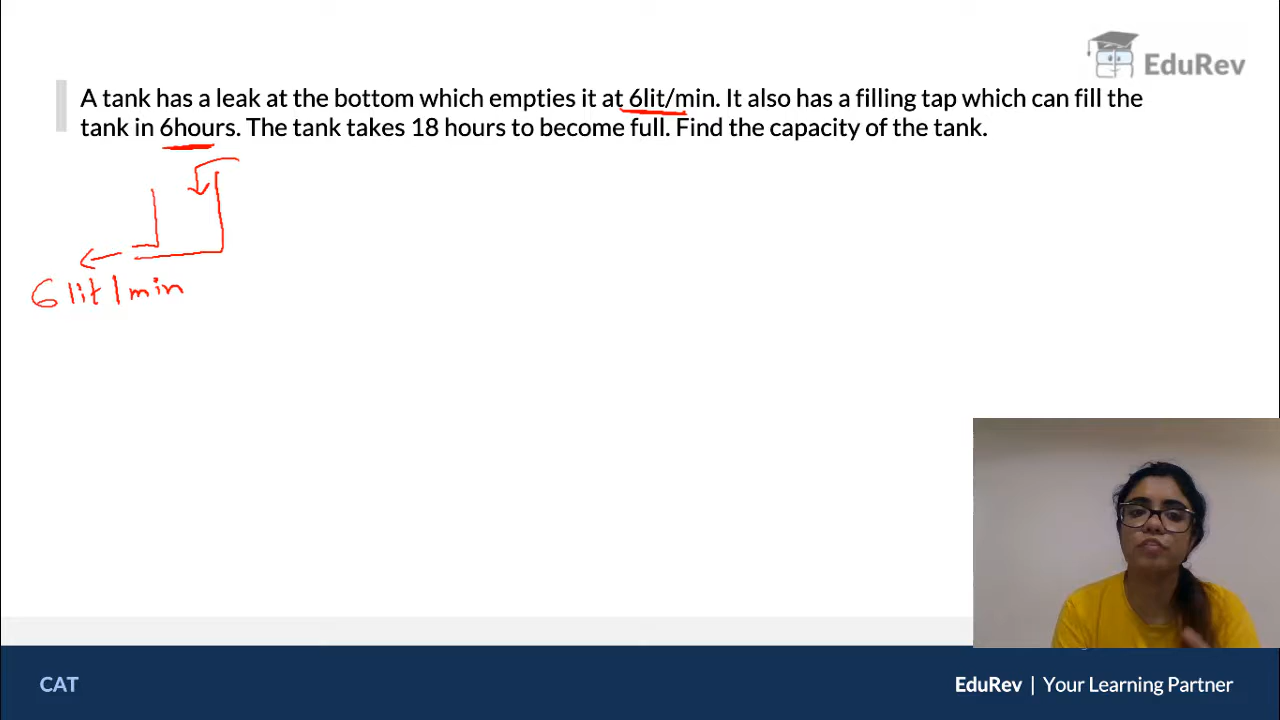 EduRev
A tank has a leak at the bottom which empties it at 6lit/min. It also has a filling tap which can fill the
tank in 6hours. The tank takes 18 hours to become full. Find the capacity of the tank.
6 lit/min
CAT
EduRev | Your Learning Partner